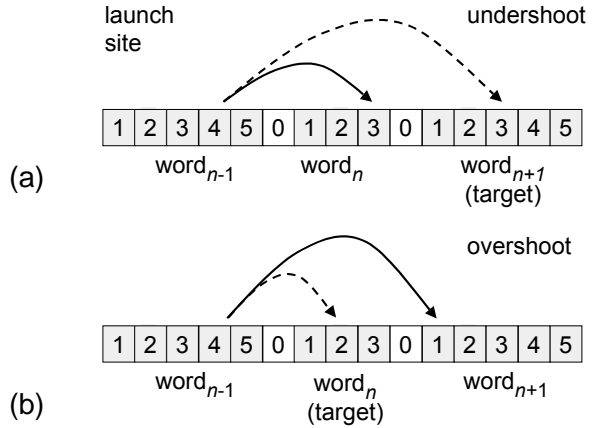 launch site undershoot
1 2 3 4 5 0 1 2 3 0 1 2 3 4 5
(a) word_{n-1} word_n word_{n+1} (target)
overshoot
1 2 3 4 5 0 1 2 3 0 1 2 3 4 5
(b) word_{n-1} word_n (target) word_{n+1}